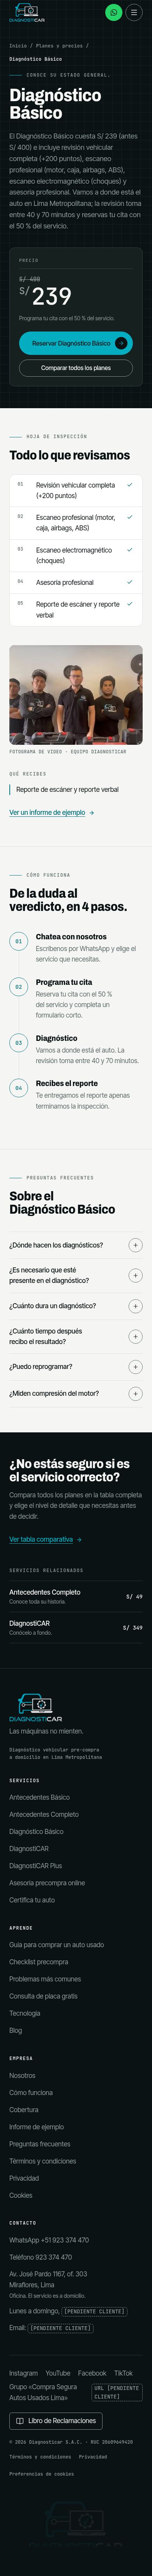 DIAGNOSTICAR
Inicio / Planes y precios /
Diagnóstico Básico
CONOCE SU ESTADO GENERAL.
Diagnóstico
Básico
El Diagnóstico Básico cuesta S/ 239 (antes
S/ 400) e incluye revisión vehicular
completa (+200 puntos), escaneo
profesional (motor, caja, airbags, ABS),
escaneo electromagnético (choques) y
asesoría profesional. Vamos a donde está el
auto en Lima Metropolitana; la revisión toma
entre 40 y 70 minutos y reservas tu cita con
el 50 % del servicio.
PRECIO
S/ 400
S/239
Programa tu cita con el 50 % del servicio.
Reservar Diagnóstico Básico
Comparar todos los planes
HOJA DE INSPECCIÓN
Todo lo que revisamos
01 Revisión vehicular completa
(+200 puntos)
02 Escaneo profesional (motor,
caja, airbags, ABS)
03 Escaneo electromagnético
(choques)
04 Asesoría profesional
05 Reporte de escáner y reporte
verbal
FOTOGRAMA DE VIDEO · EQUIPO DIAGNOSTICAR
QUÉ RECIBES
Reporte de escáner y reporte verbal
Ver un informe de ejemplo
CÓMO FUNCIONA
De la duda al
veredicto, en 4 pasos.
01
Chatea con nosotros
Escríbenos por WhatsApp y elige el
servicio que necesitas.
02
Programa tu cita
Reserva tu cita con el 50 %
del servicio y completa un
formulario corto.
03
Diagnóstico
Vamos a donde está el auto. La
revisión toma entre 40 y 70 minutos.
04
Recibes el reporte
Te entregamos el reporte apenas
terminamos la inspección.
PREGUNTAS FRECUENTES
Sobre el
Diagnóstico Básico
¿Dónde hacen los diagnósticos?
¿Es necesario que esté
presente en el diagnóstico?
¿Cuánto dura un diagnóstico?
¿Cuánto tiempo después
recibo el resultado?
¿Puedo reprogramar?
¿Miden compresión del motor?
¿No estás seguro si es
el servicio correcto?
Compara todos los planes en la tabla completa
y elige el nivel de detalle que necesitas antes
de decidir.
Ver tabla comparativa
SERVICIOS RELACIONADOS
Antecedentes Completo
Conoce toda su historia.
S/ 49
DiagnostiCAR
Conócelo a fondo.
S/ 349
DIAGNOSTICAR
Las máquinas no mienten.
Diagnóstico vehicular pre-compra
a domicilio en Lima Metropolitana
SERVICIOS
Antecedentes Básico
Antecedentes Completo
Diagnóstico Básico
DiagnostiCAR
DiagnostiCAR Plus
Asesoría precompra online
Certifica tu auto
APRENDE
Guía para comprar un auto usado
Checklist precompra
Problemas más comunes
Consulta de placa gratis
Tecnología
Blog
EMPRESA
Nosotros
Cómo funciona
Cobertura
Informe de ejemplo
Preguntas frecuentes
Términos y condiciones
Privacidad
Cookies
CONTACTO
WhatsApp +51 923 374 470
Teléfono 923 374 470
Av. José Pardo 1167, of. 303
Miraflores, Lima
Oficina. El servicio es a domicilio.
Lunes a domingo, [PENDIENTE CLIENTE]
Email: [PENDIENTE CLIENTE]
Instagram YouTube Facebook TikTok
Grupo «Compra Segura
Autos Usados Lima»
URL [PENDIENTE
CLIENTE]
Libro de Reclamaciones
© 2026 Diagnosticar S.A.C. · RUC 20609649420
Términos y condiciones Privacidad
Preferencias de cookies